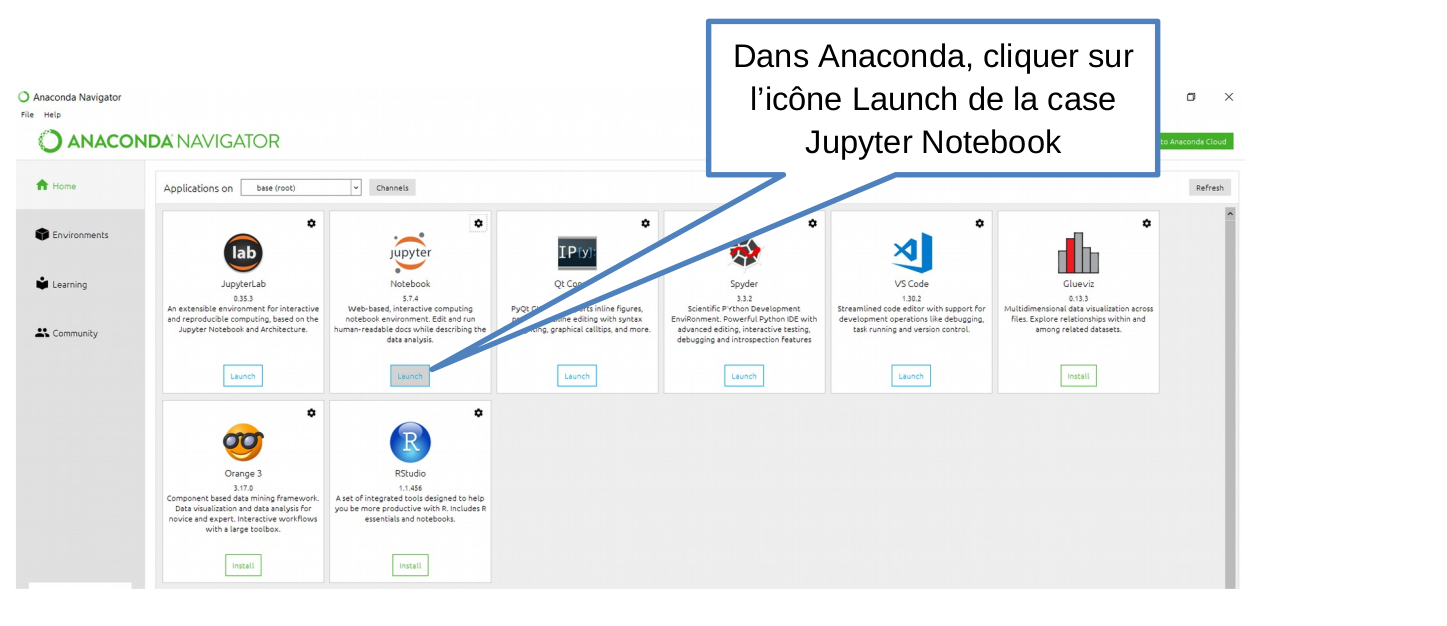 Dans Anaconda, cliquer sur
l’icône Launch de la case
Jupyter Notebook
Anaconda Navigator
File Help
ANACONDA NAVIGATOR
to Anaconda Cloud
Home
Environments
Learning
Community
Applications on base (root) Channels
Refresh
lab
JupyterLab
0.35.3
An extensible environment for interactive
and reproducible computing, based on the
Jupyter Notebook and Architecture.
Launch
jupyter
Notebook
5.7.4
Web-based, interactive computing
notebook environment. Edit and run
human-readable docs while describing the
data analysis.
Launch
IP[y]:
Qt
PyQt inline figures,
editing with syntax
graphical calltips, and more.
Launch
Spyder
3.3.2
Scientific PYthon Development
EnviRonment. Powerful Python IDE with
advanced editing, interactive testing,
debugging and introspection features
Launch
VS Code
1.30.2
Streamlined code editor with support for
development operations like debugging,
task running and version control.
Launch
Glueviz
0.13.3
Multidimensional data visualization across
files. Explore relationships within and
among related datasets.
Install
Orange 3
3.17.0
Component based data mining framework.
Data visualization and data analysis for
novice and expert. Interactive workflows
with a large toolbox.
Install
R
RStudio
1.1.456
A set of integrated tools designed to help
you be more productive with R. Includes R
essentials and notebooks.
Install